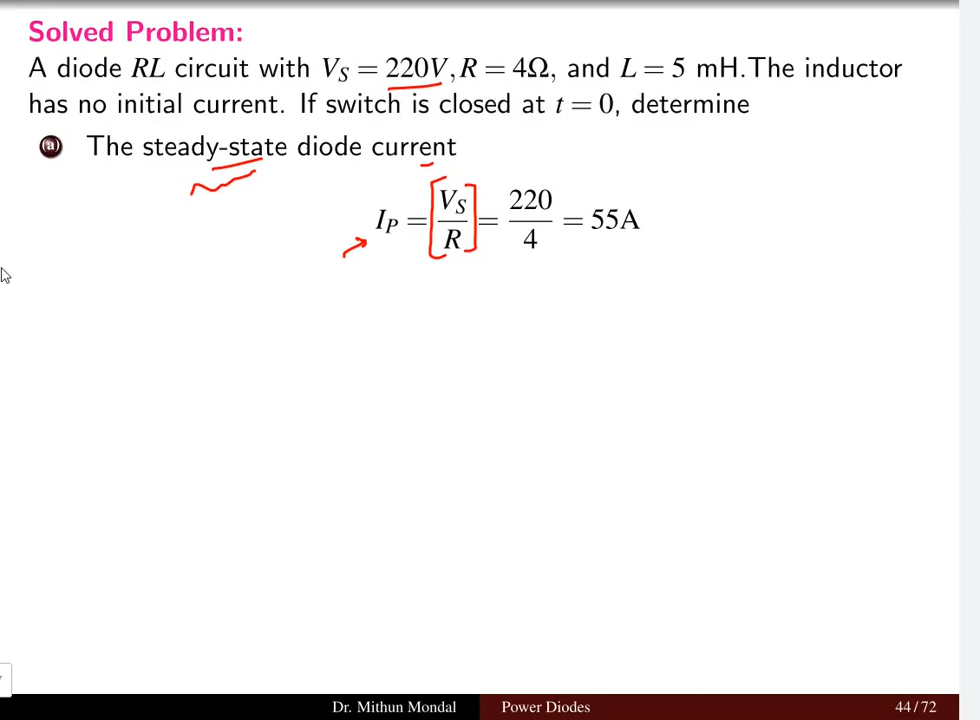 Solved Problem:
A diode RL circuit with V_S = 220V, R = 4Ω, and L = 5 mH.The inductor
has no initial current. If switch is closed at t = 0, determine
(a) The steady-state diode current
I_P = [V_S / R] = 220 / 4 = 55A
Dr. Mithun Mondal Power Diodes 44/72